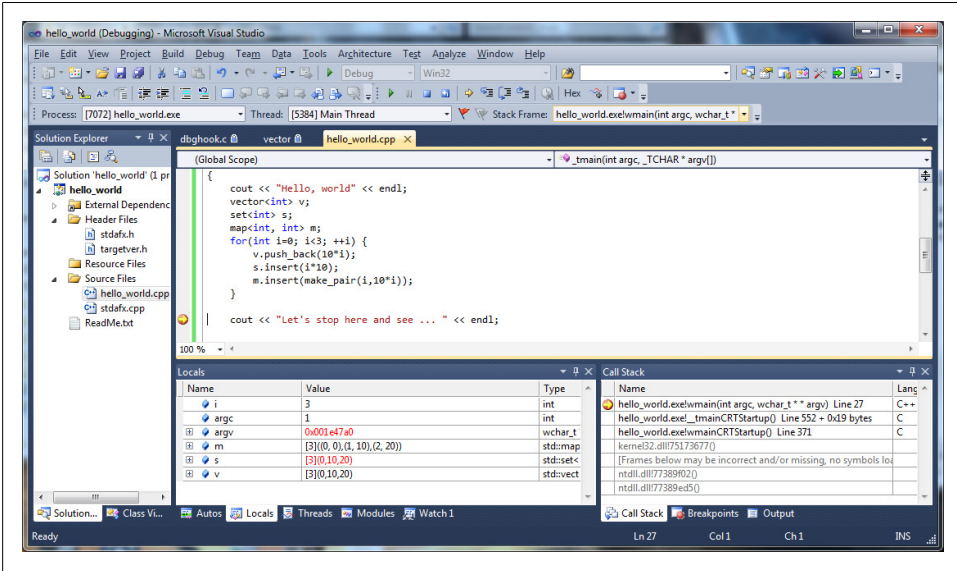 hello_world (Debugging) - Microsoft Visual Studio
File Edit View Project Build Debug Team Data Tools Architecture Test Analyze Window Help
Debug Win32
Hex
Process: [7072] hello_world.exe Thread: [5384] Main Thread Stack Frame: hello_world.exe!wmain(int argc, wchar_t *
Solution Explorer
dbghook.c vector hello_world.cpp
(Global Scope) _tmain(int argc, _TCHAR * argv[])
Solution 'hello_world' (1 pr
hello_world
External Dependenc
Header Files
stdafx.h
targetver.h
Resource Files
Source Files
hello_world.cpp
stdafx.cpp
ReadMe.txt
{
cout << "Hello, world" << endl;
vector<int> v;
set<int> s;
map<int, int> m;
for(int i=0; i<3; ++i) {
v.push_back(10*i);
s.insert(i*10);
m.insert(make_pair(i,10*i));
}
cout << "Let's stop here and see ... " << endl;
100 %
Locals
Name Value Type
i 3 int
argc 1 int
argv 0x001e47a0 wchar_t
m [3]((0, 0),(1, 10),(2, 20)) std::map
s [3](0,10,20) std::set<
v [3](0,10,20) std::vect
Call Stack
Name Lang
hello_world.exe!wmain(int argc, wchar_t * * argv) Line 27 C++
hello_world.exe!__tmainCRTStartup() Line 552 + 0x19 bytes C
hello_world.exe!wmainCRTStartup() Line 371 C
kernel32.dll!75173677()
[Frames below may be incorrect and/or missing, no symbols loa
ntdll.dll!77389f02()
ntdll.dll!77389ed5()
Solution... Class Vi... Autos Locals Threads Modules Watch 1 Call Stack Breakpoints Output
Ready Ln 27 Col 1 Ch 1 INS